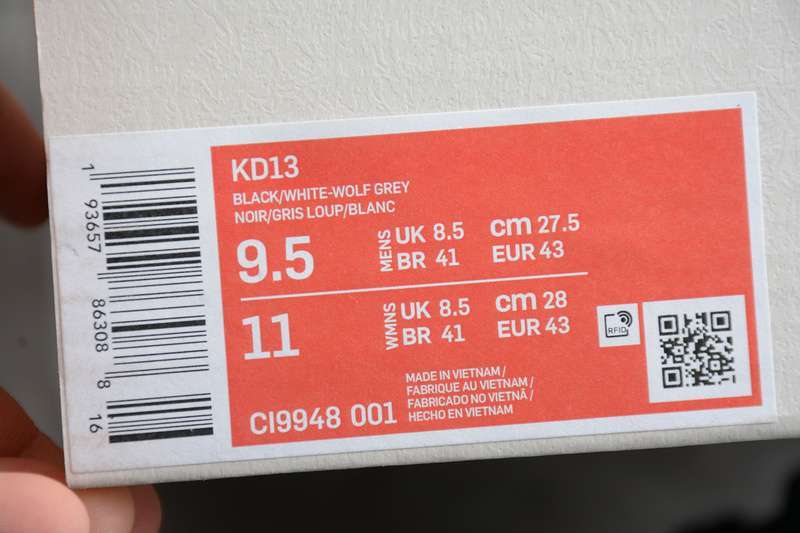 KD13
BLACK/WHITE-WOLF GREY
NOIR/GRIS LOUP/BLANC
9.5 MENS UK 8.5 cm 27.5
BR 41 EUR 43
11 WMNS UK 8.5 cm 28
BR 41 EUR 43
RFID
MADE IN VIETNAM /
FABRIQUE AU VIETNAM /
FABRICADO NO VIETNÃ /
HECHO EN VIETNAM
CI9948 001
1 93657 86308 8 16